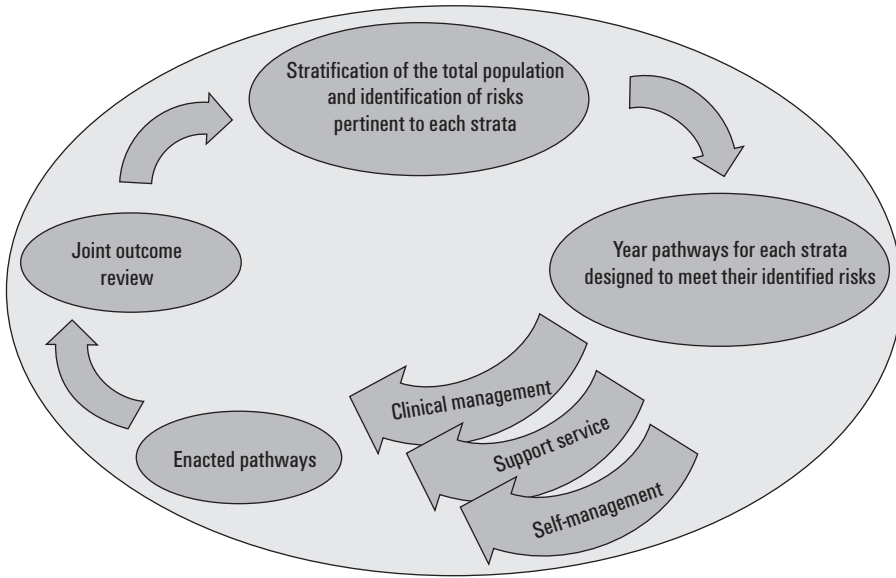 Stratification of the total population
and identification of risks
pertinent to each strata
Joint outcome
review
Year pathways for each strata
designed to meet their identified risks
Clinical management
Support service
Self-management
Enacted pathways